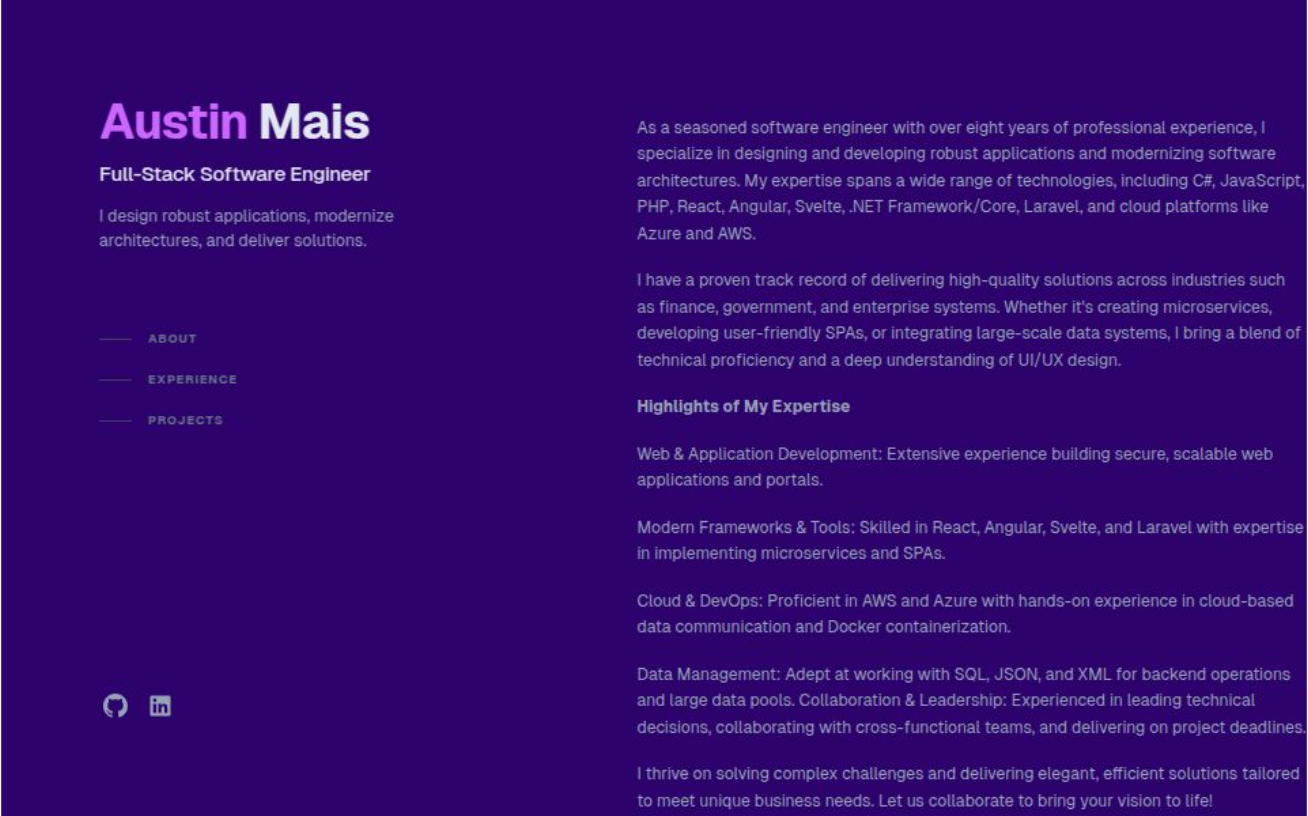 Austin Mais
Full-Stack Software Engineer
I design robust applications, modernize
architectures, and deliver solutions.
ABOUT
EXPERIENCE
PROJECTS
As a seasoned software engineer with over eight years of professional experience, I
specialize in designing and developing robust applications and modernizing software
architectures. My expertise spans a wide range of technologies, including C#, JavaScript,
PHP, React, Angular, Svelte, .NET Framework/Core, Laravel, and cloud platforms like
Azure and AWS.
I have a proven track record of delivering high-quality solutions across industries such
as finance, government, and enterprise systems. Whether it's creating microservices,
developing user-friendly SPAs, or integrating large-scale data systems, I bring a blend of
technical proficiency and a deep understanding of UI/UX design.
Highlights of My Expertise
Web & Application Development: Extensive experience building secure, scalable web
applications and portals.
Modern Frameworks & Tools: Skilled in React, Angular, Svelte, and Laravel with expertise
in implementing microservices and SPAs.
Cloud & DevOps: Proficient in AWS and Azure with hands-on experience in cloud-based
data communication and Docker containerization.
Data Management: Adept at working with SQL, JSON, and XML for backend operations
and large data pools. Collaboration & Leadership: Experienced in leading technical
decisions, collaborating with cross-functional teams, and delivering on project deadlines.
I thrive on solving complex challenges and delivering elegant, efficient solutions tailored
to meet unique business needs. Let us collaborate to bring your vision to life!
in